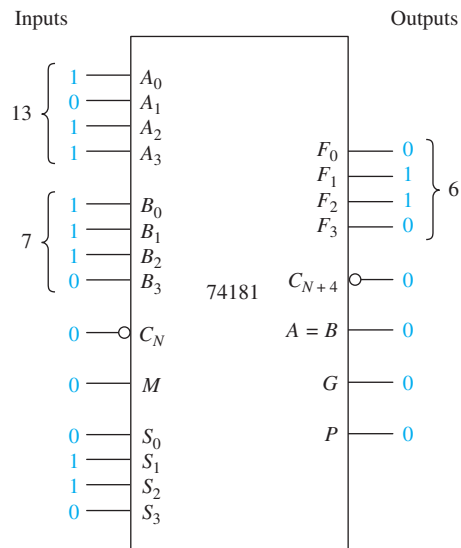 Inputs
Outputs
1 A0
0 A1
1 A2
1 A3
13
1 B0
1 B1
1 B2
0 B3
7
0 CN
0 M
0 S0
1 S1
1 S2
0 S3
74181
F0 0
F1 1
F2 1
F3 0
6
CN + 4 0
A = B 0
G 0
P 0